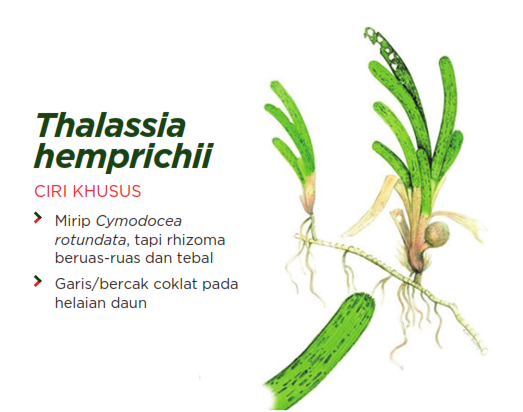 Thalassia
hemprichii
CIRI KHUSUS
Mirip Cymodocea
rotundata, tapi rhizoma
beruas-ruas dan tebal
Garis/bercak coklat pada
helaian daun